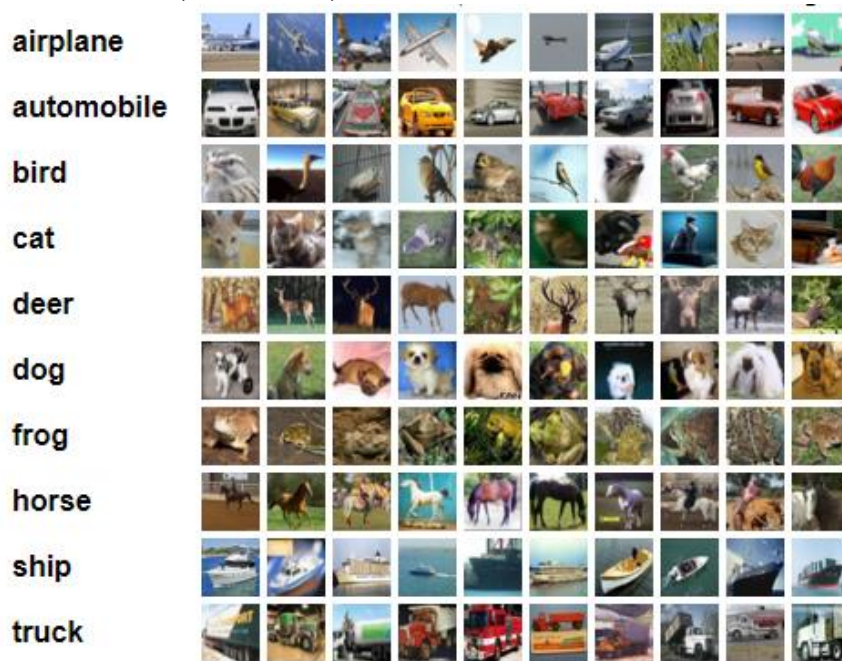 airplane
automobile
bird
cat
deer
dog
frog
horse
ship
truck